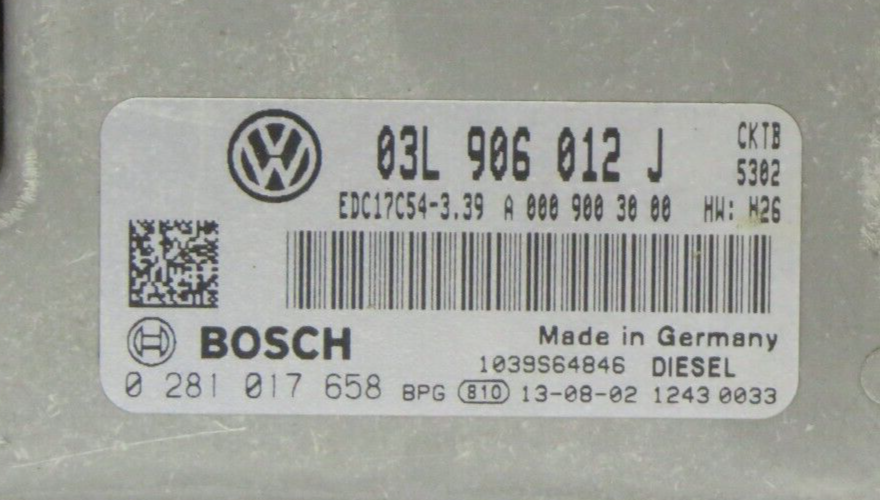 03L 906 012 J CKTB
5302
EDC17C54-3.39 A 000 900 30 00 HW: H26
BOSCH
Made in Germany
1039S64846 DIESEL
0 281 017 658 BPG 810 13-08-02 1243 0033